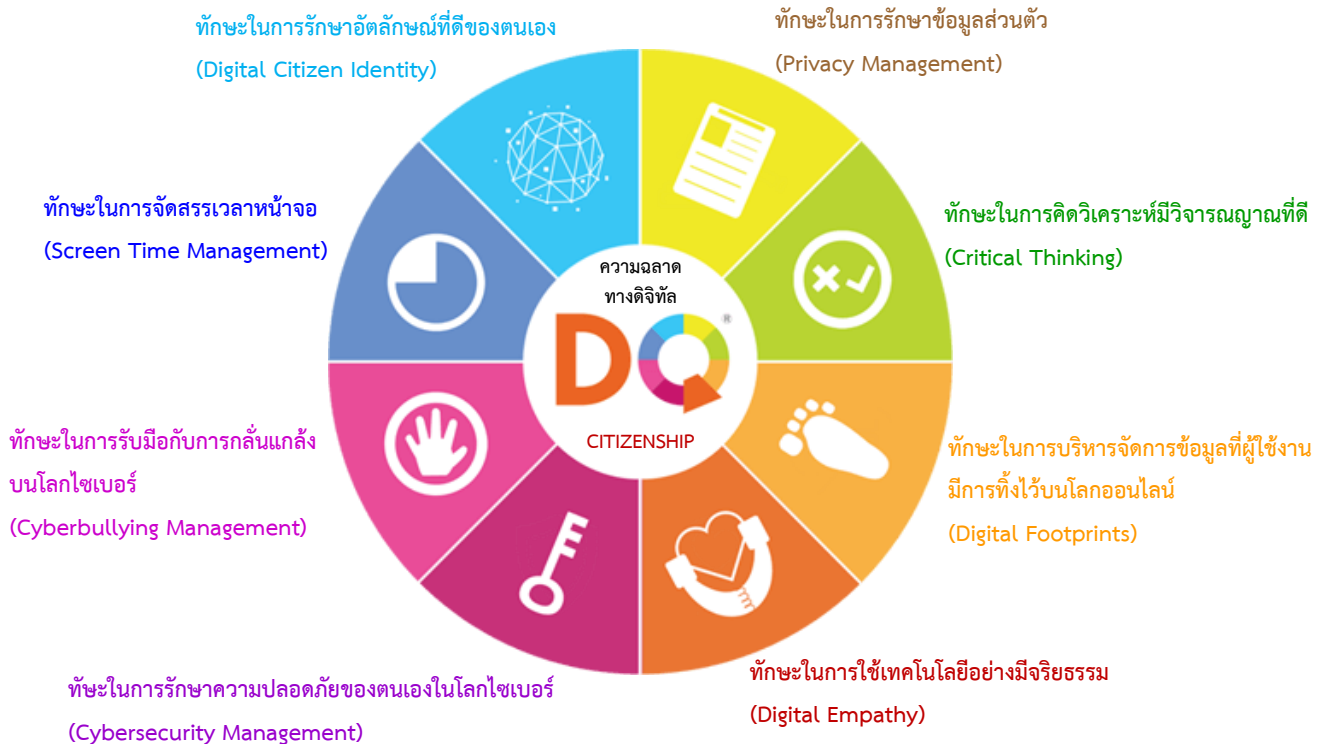 ทักษะในการรักษาอัตลักษณ์ที่ดีของตนเอง
(Digital Citizen Identity)
ทักษะในการรักษาข้อมูลส่วนตัว
(Privacy Management)
ทักษะในการจัดสรรเวลาหน้าจอ
(Screen Time Management)
ทักษะในการคิดวิเคราะห์มีวิจารณญาณที่ดี
(Critical Thinking)
ความฉลาด
ทางดิจิทัล
DQ®
CITIZENSHIP
ทักษะในการรับมือกับการกลั่นแกล้ง
บนโลกไซเบอร์
(Cyberbullying Management)
ทักษะในการบริหารจัดการข้อมูลที่ผู้ใช้งาน
มีการทิ้งไว้บนโลกออนไลน์
(Digital Footprints)
ทัษะในการรักษาความปลอดภัยของตนเองในโลกไซเบอร์
(Cybersecurity Management)
ทักษะในการใช้เทคโนโลยีอย่างมีจริยธรรม
(Digital Empathy)